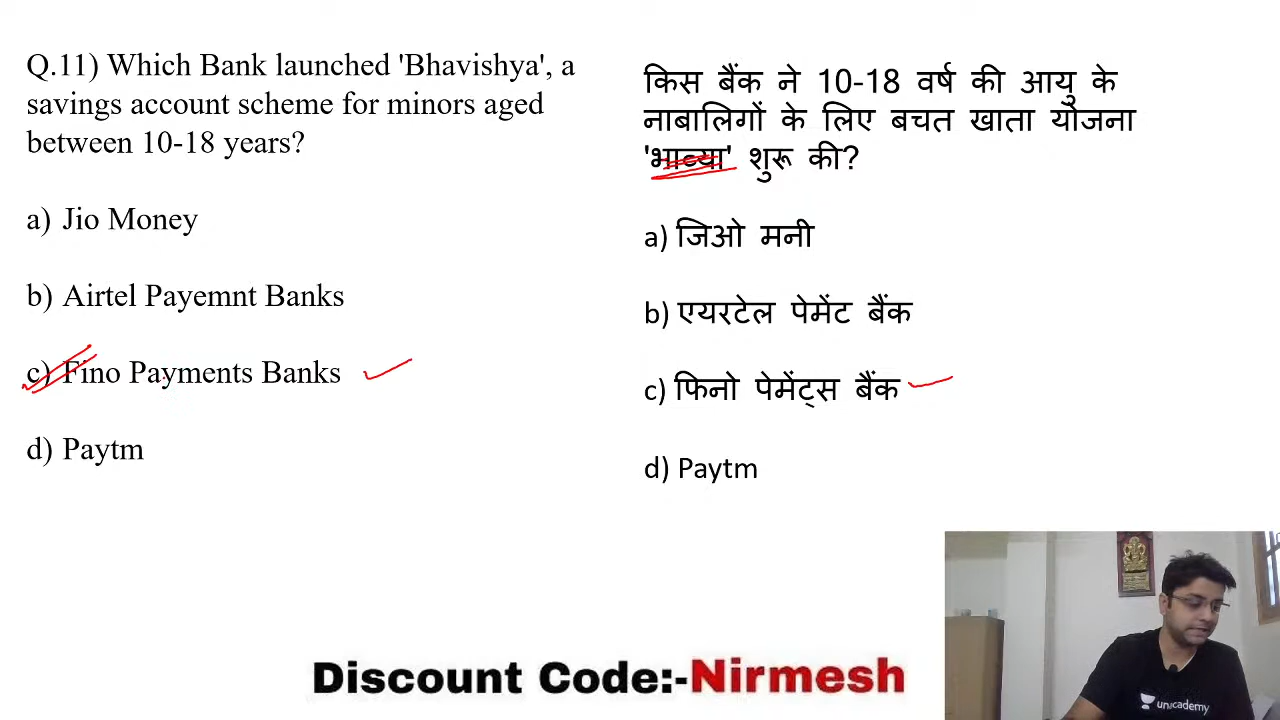 Q.11) Which Bank launched 'Bhavishya', a
savings account scheme for minors aged
between 10-18 years?
a) Jio Money
b) Airtel Payemnt Banks
c) Fino Payments Banks
d) Paytm
किस बैंक ने 10-18 वर्ष की आयु के
नाबालिगों के लिए बचत खाता योजना
'भाव्या' शुरू की?
a) जिओ मनी
b) एयरटेल पेमेंट बैंक
c) फिनो पेमेंट्स बैंक
d) Paytm
unacademy
Discount Code:-Nirmesh